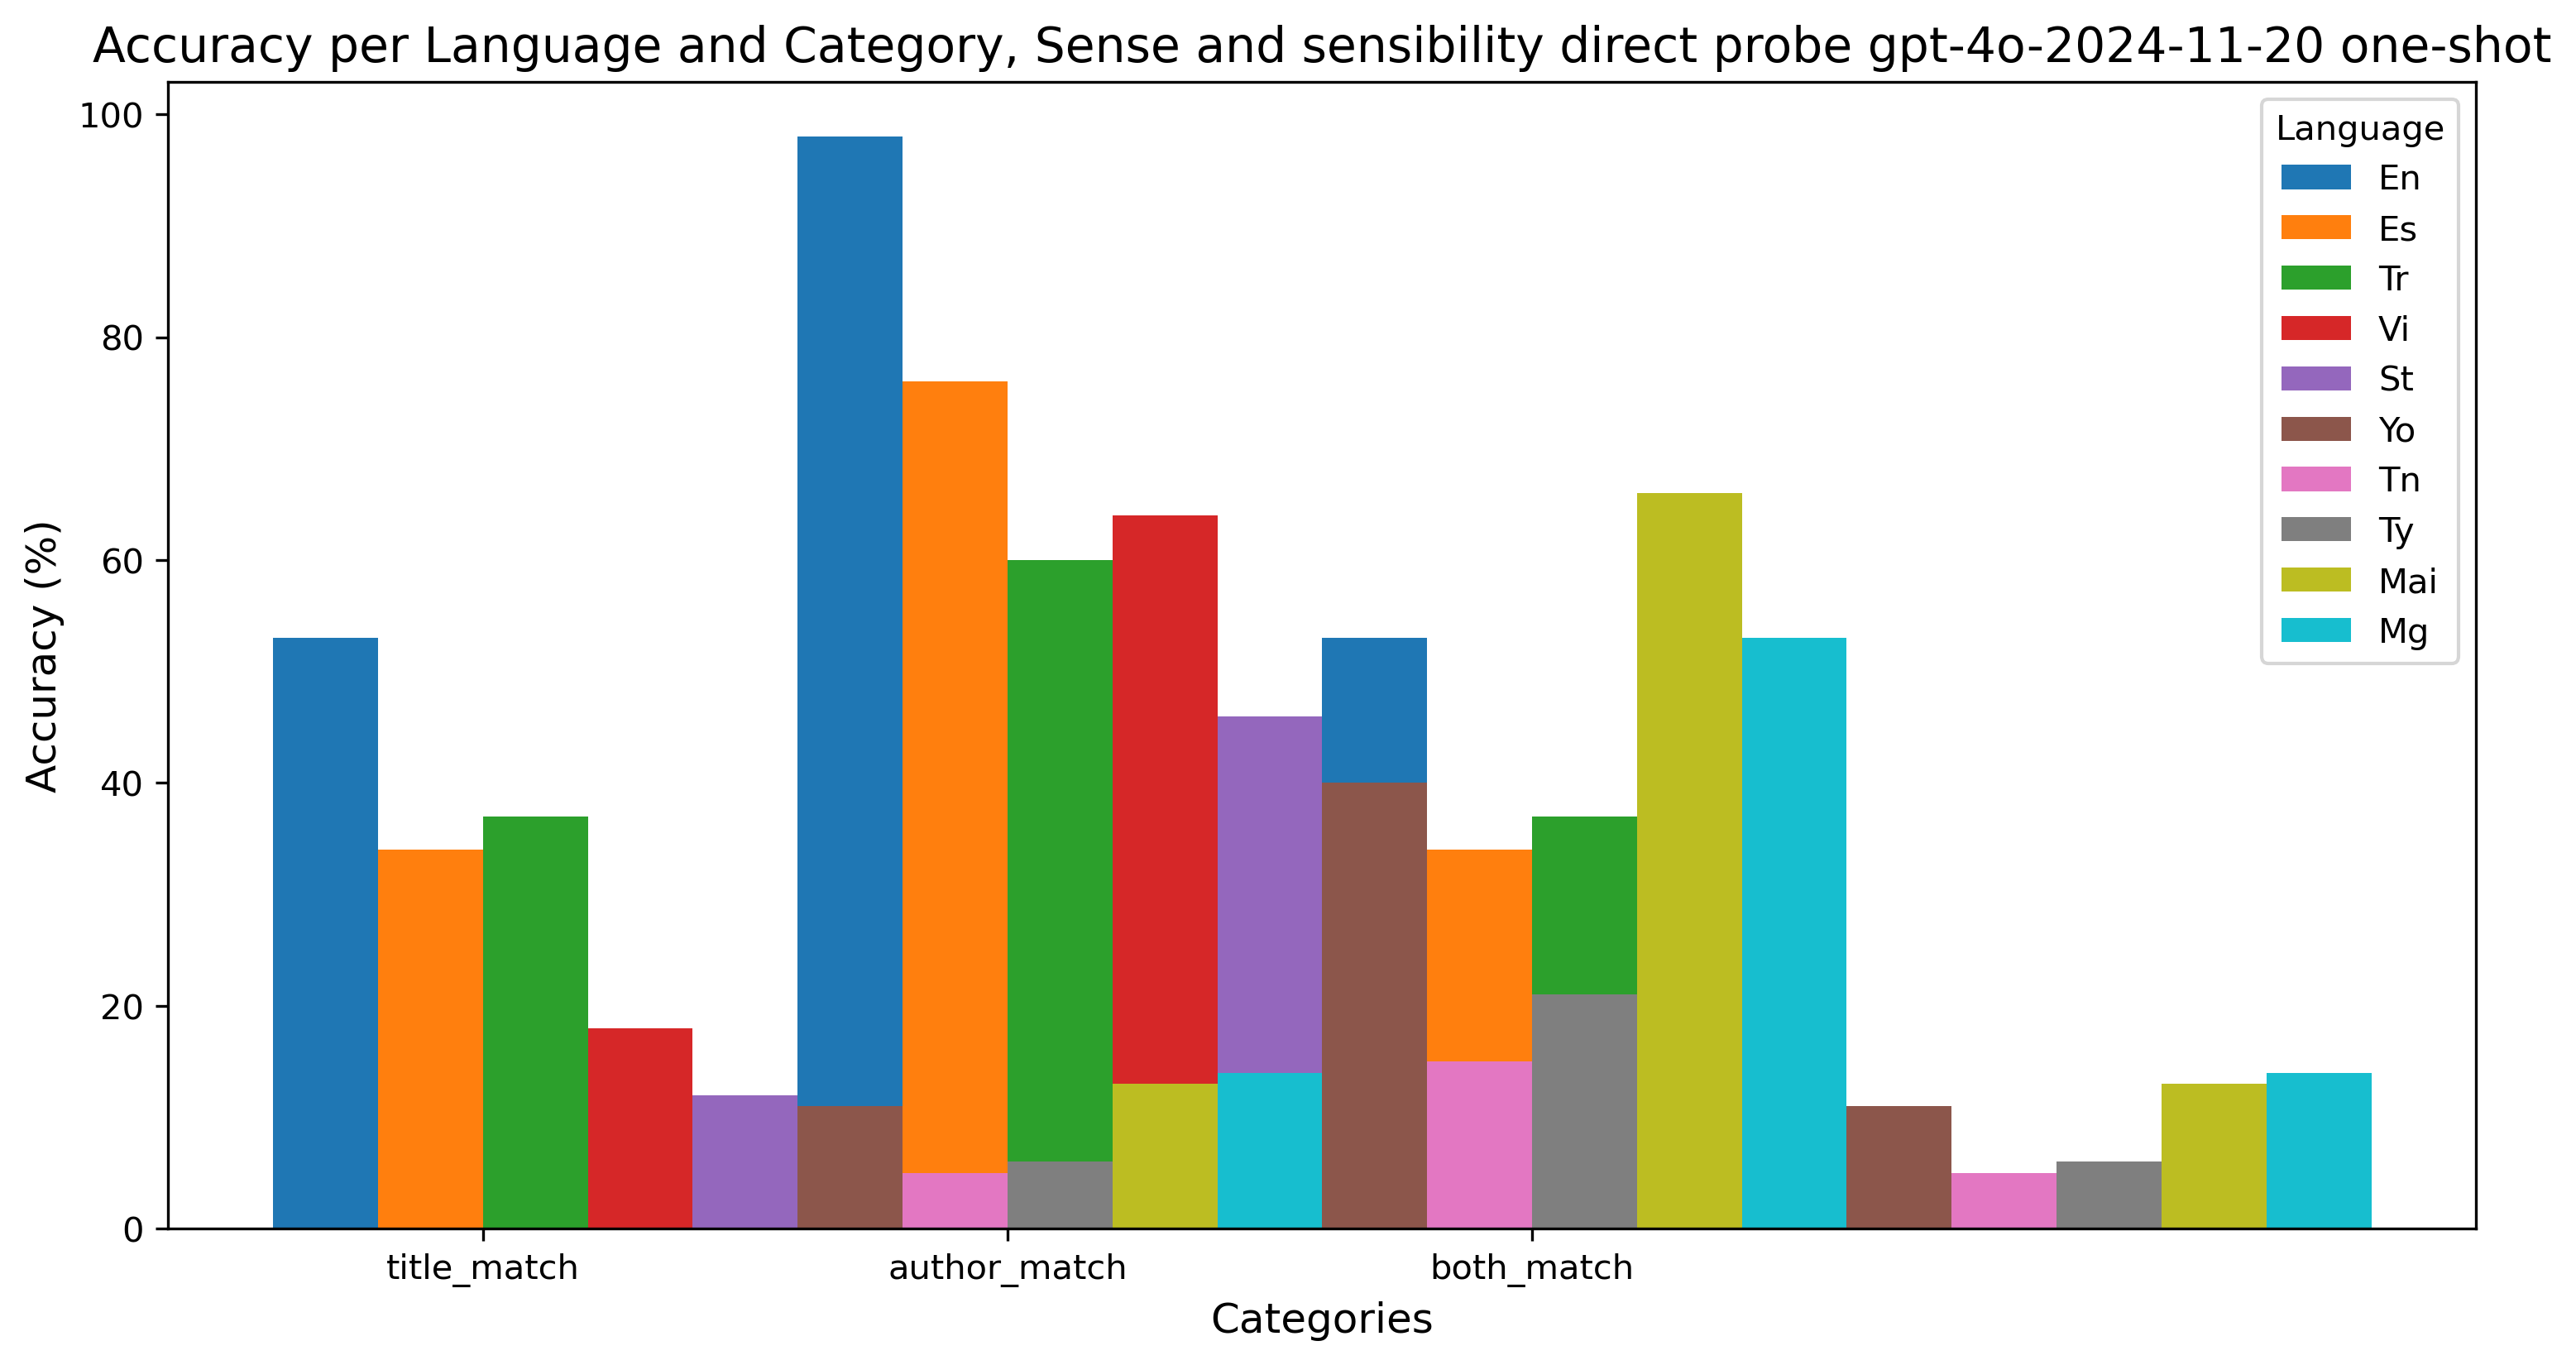 Accuracy per Language and Category, Sense and sensibility direct probe gpt-4o-2024-11-20 one-shot
Accuracy (%)
100
80
60
40
20
0
title_match
author_match
both_match
Categories
Language
En
Es
Tr
Vi
St
Yo
Tn
Ty
Mai
Mg